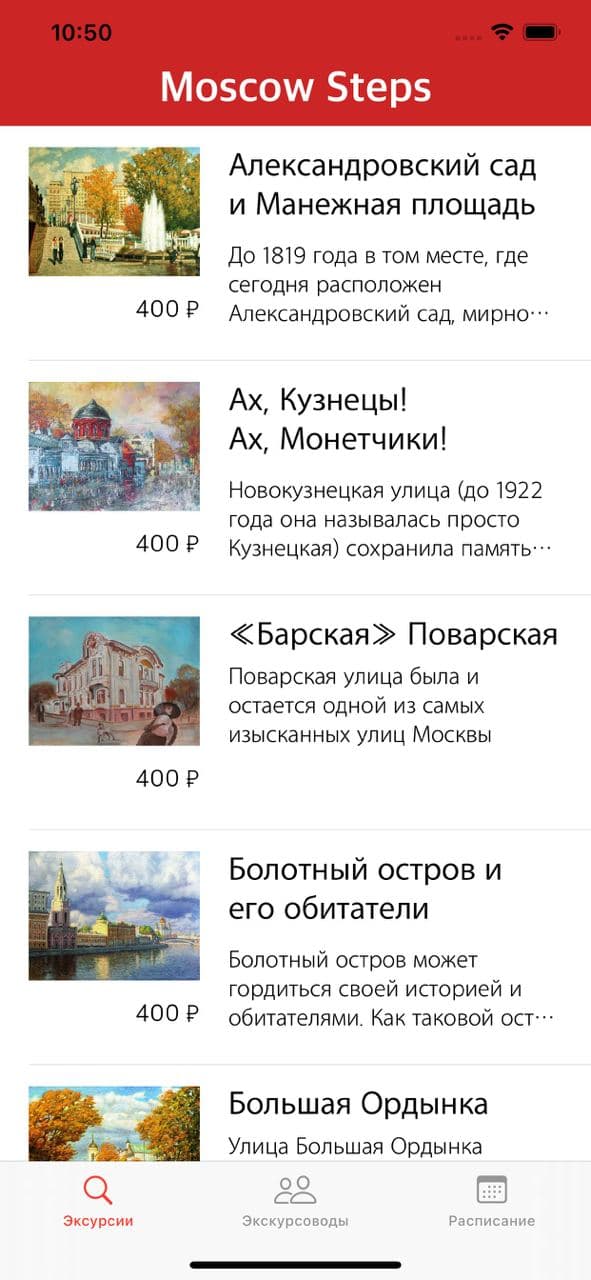 10:50
Moscow Steps
Александровский сад
и Манежная площадь
До 1819 года в том месте, где
сегодня расположен
Александровский сад, мирно…
400 ₽
Ах, Кузнецы!
Ах, Монетчики!
Новокузнецкая улица (до 1922
года она называлась просто
Кузнецкая) сохранила память…
400 ₽
≪Барская≫ Поварская
Поварская улица была и
остается одной из самых
изысканных улиц Москвы
400 ₽
Болотный остров и
его обитатели
Болотный остров может
гордиться своей историей и
обитателями. Как таковой ост…
400 ₽
Большая Ордынка
Улица Большая Ордынка
Эксурсии
Экскурсоводы
Расписание